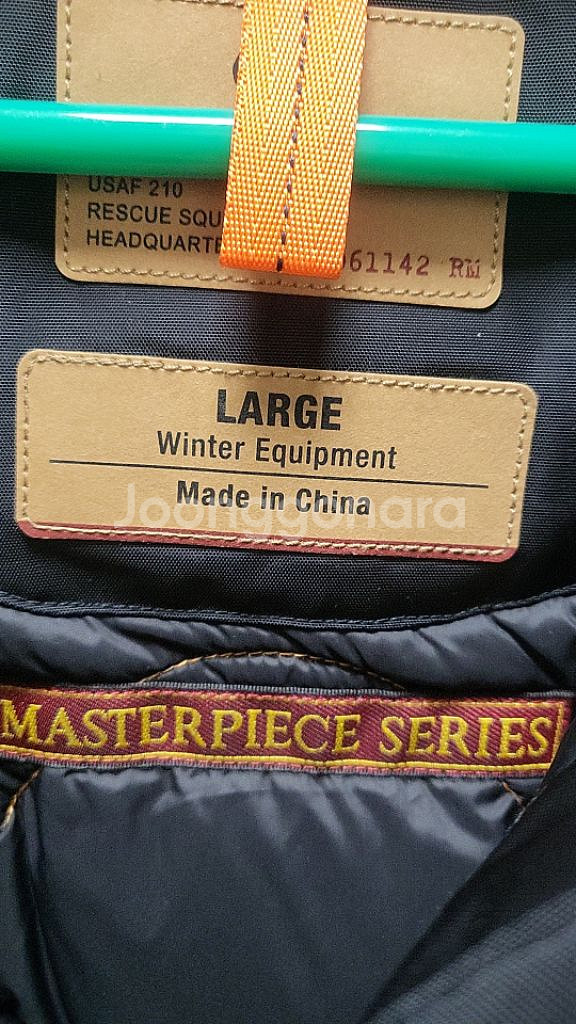 USAF 210
RESCUE SQU
HEADQUARTE
61142 RM
LARGE
Winter Equipment
Made in China
Joonggonara
MASTERPIECE SERIES